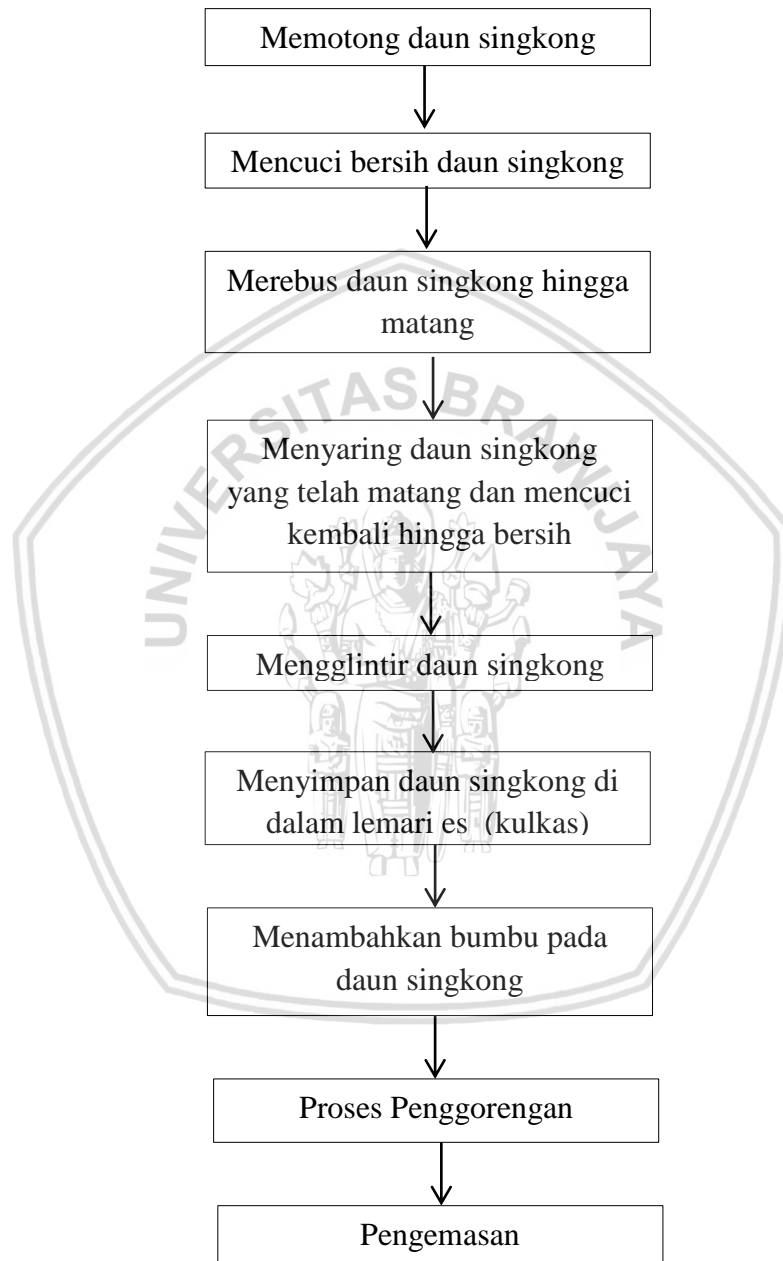 Memotong daun singkong
Mencuci bersih daun singkong
Merebus daun singkong hingga
matang
UNIVERSITAS BRAWIJAYA
Menyaring daun singkong
yang telah matang dan mencuci
kembali hingga bersih
Mengglintir daun singkong
Menyimpan daun singkong di
dalam lemari es (kulkas)
Menambahkan bumbu pada
daun singkong
Proses Penggorengan
Pengemasan